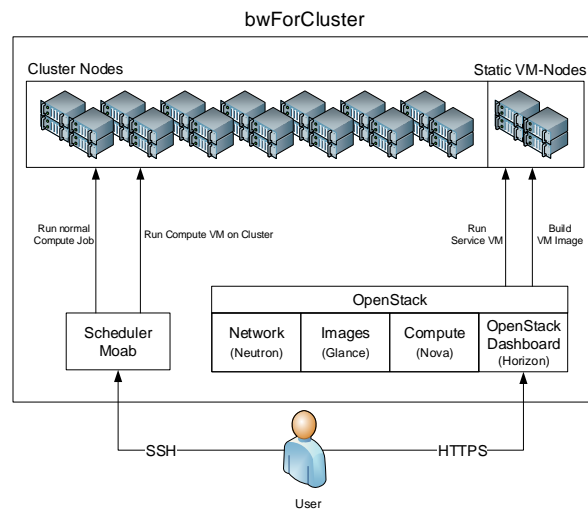 bwForCluster
Cluster Nodes
Static VM-Nodes
Run normal
Compute Job
Run Compute VM on Cluster
Run
Service VM
Build
VM Image
OpenStack
Scheduler
Moab
Network
(Neutron)
Images
(Glance)
Compute
(Nova)
OpenStack
Dashboard
(Horizon)
SSH
HTTPS
User